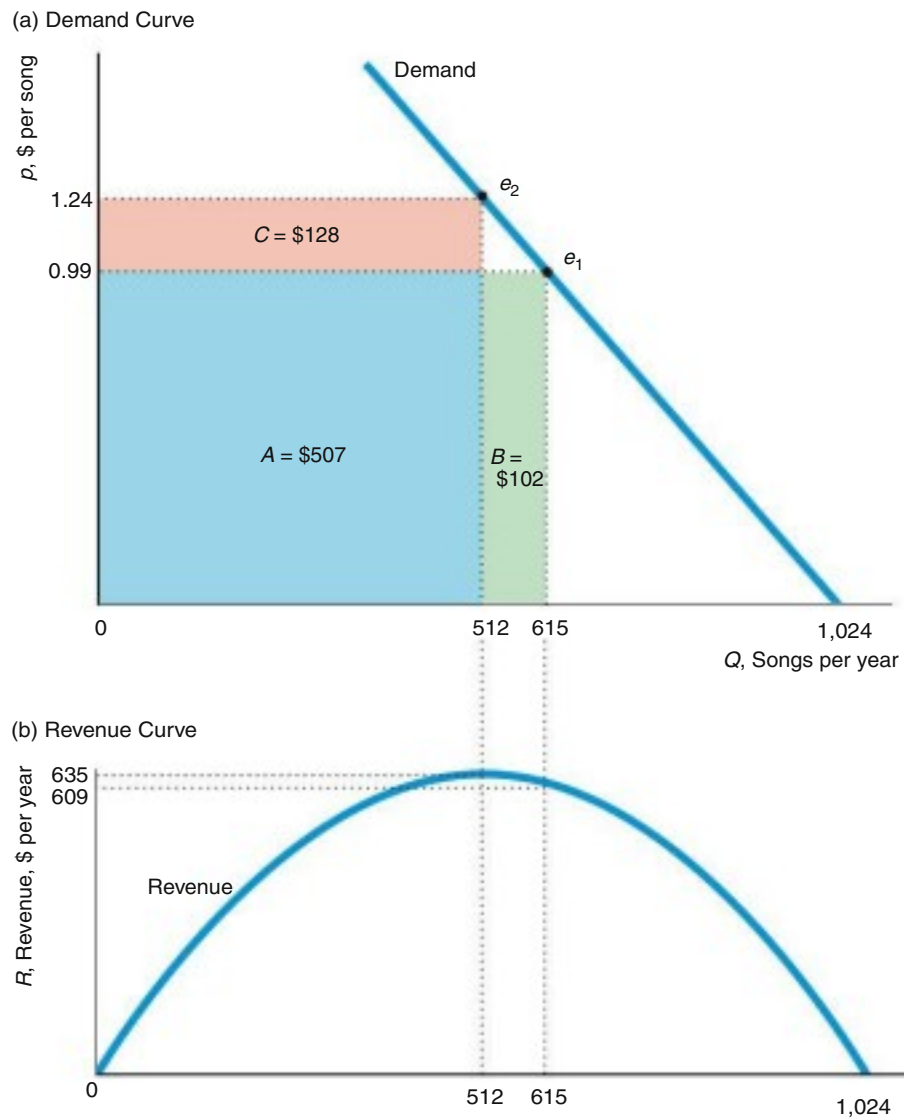 (a) Demand Curve
p, $ per song
Demand
e2
1.24
C = $128
e1
0.99
A = $507
B =
$102
0
512
615
1,024
Q, Songs per year
(b) Revenue Curve
R, Revenue, $ per year
635
609
Revenue
0
512
615
1,024